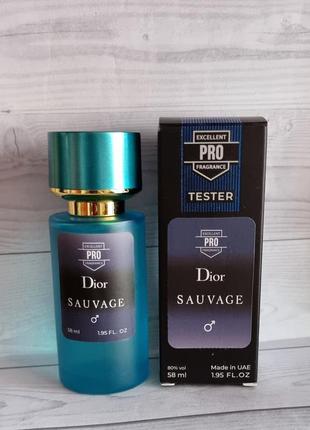 EXCELLENT
PRO
FRAGRANCE
Dior
SAUVAGE
58 ml
1.95 FL. OZ
EXCELLENT
PRO
FRAGRANCE
TESTER
EXCELLENT
PRO
FRAGRANCE
Dior
SAUVAGE
♂
80% vol
58 ml
Made in UAE
1.95 FL.OZ